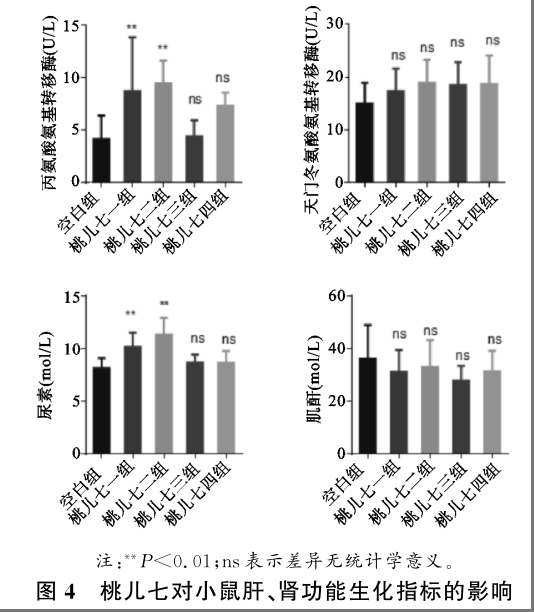 丙氨酸氨基转移酶(U/L)
15
10
5
0
**
**
ns
ns
空白组
桃儿七一组
桃儿七二组
桃儿七三组
桃儿七四组
天门冬氨酸氨基转移酶(U/L)
30
20
10
0
ns
ns
ns
ns
空白组
桃儿七一组
桃儿七二组
桃儿七三组
桃儿七四组
尿素(mol/L)
15
10
5
0
**
**
ns
ns
空白组
桃儿七一组
桃儿七二组
桃儿七三组
桃儿七四组
肌酐(mol/L)
60
40
20
0
ns
ns
ns
ns
空白组
桃儿七一组
桃儿七二组
桃儿七三组
桃儿七四组
注:**P<0.01;ns表示差异无统计学意义。
图4 桃儿七对小鼠肝、肾功能生化指标的影响